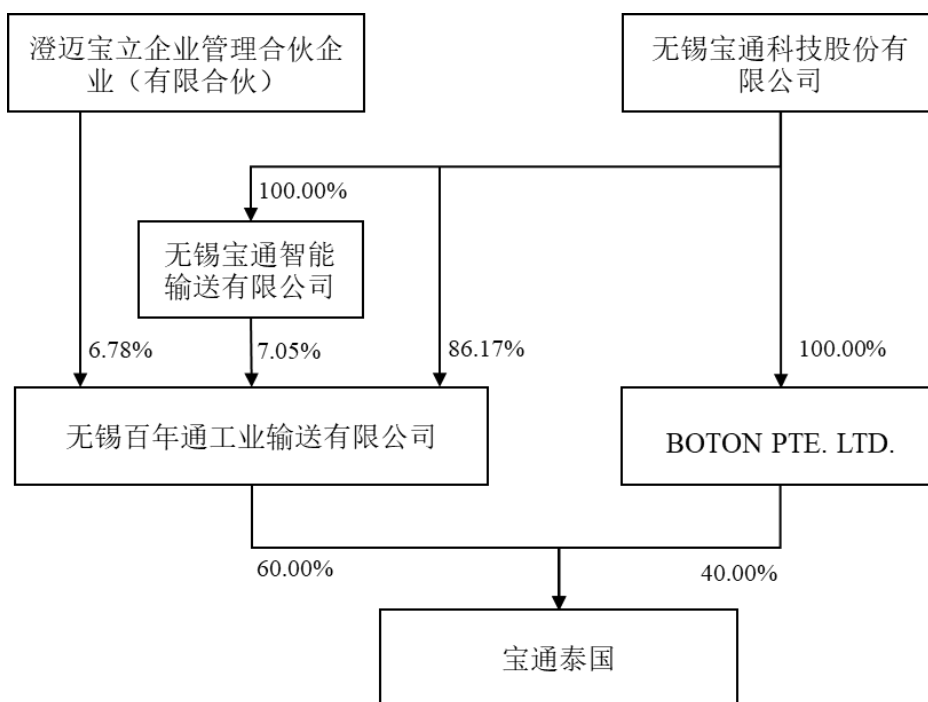 澄迈宝立企业管理合伙企
业（有限合伙）
无锡宝通科技股份有
限公司
100.00%
无锡宝通智能
输送有限公司
6.78%
7.05%
86.17%
100.00%
无锡百年通工业输送有限公司
BOTON PTE. LTD.
60.00%
40.00%
宝通泰国